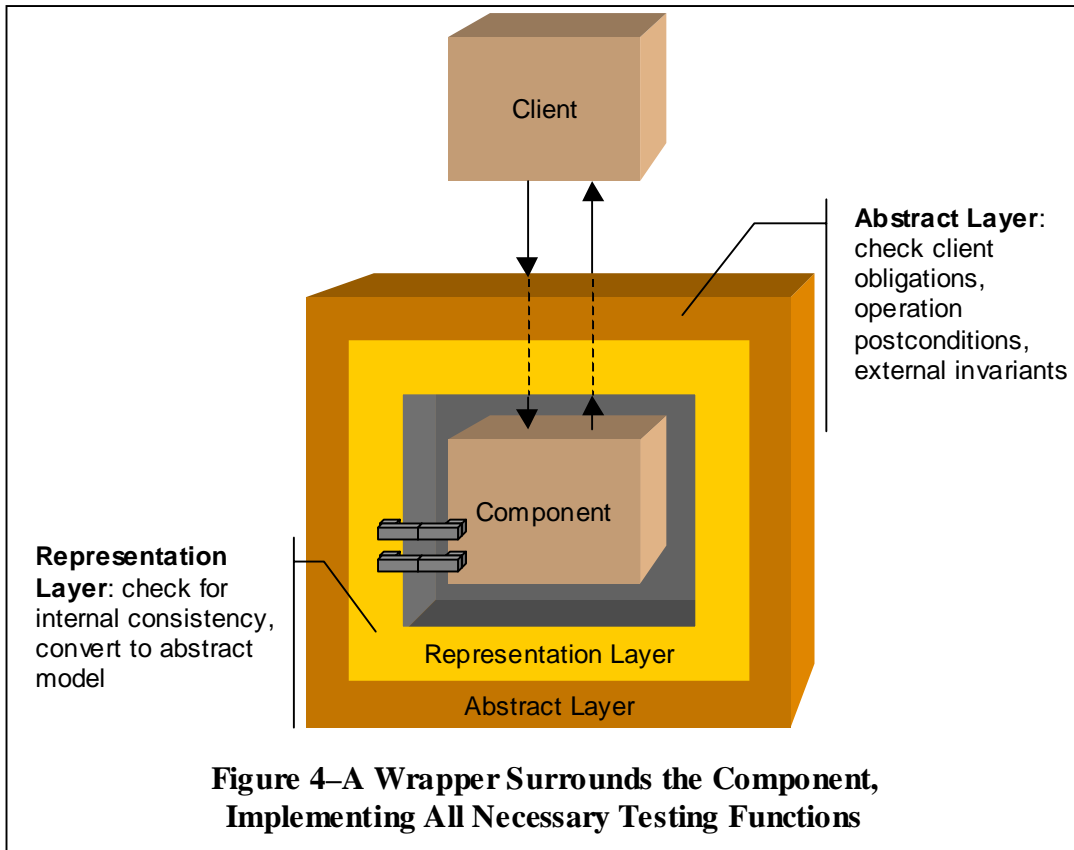 Client
Abstract Layer:
check client
obligations,
operation
postconditions,
external invariants
Component
Representation
Layer: check for
internal consistency,
convert to abstract
model
Representation Layer
Abstract Layer
Figure 4–A Wrapper Surrounds the Component,
Implementing All Necessary Testing Functions